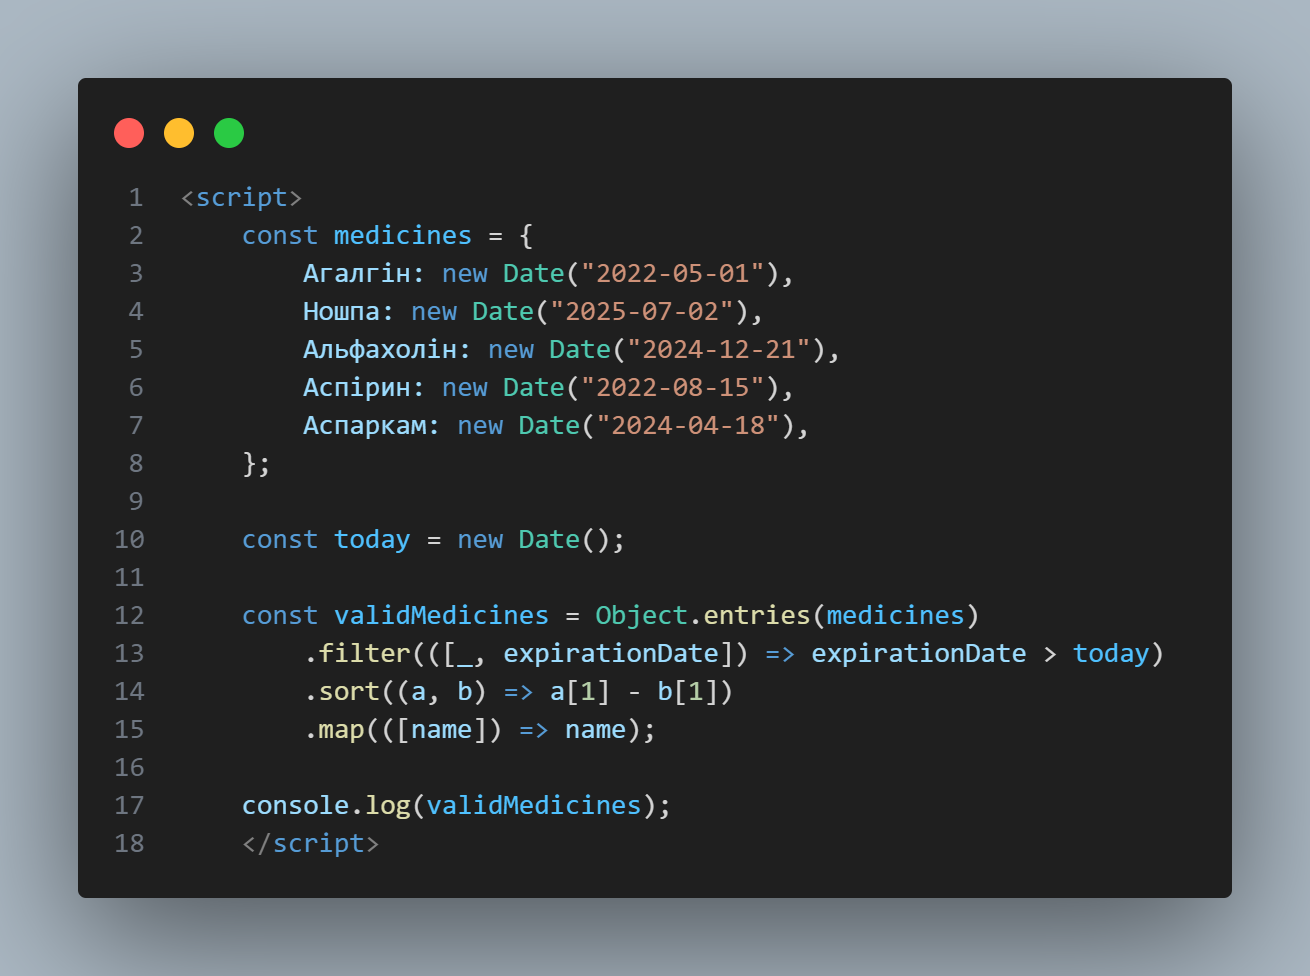 1 <script>
2 const medicines = {
3 Агалгін: new Date("2022-05-01"),
4 Ношпа: new Date("2025-07-02"),
5 Альфахолін: new Date("2024-12-21"),
6 Аспірин: new Date("2022-08-15"),
7 Аспаркам: new Date("2024-04-18"),
8 };
9
10 const today = new Date();
11
12 const validMedicines = Object.entries(medicines)
13 .filter(([_, expirationDate]) => expirationDate > today)
14 .sort((a, b) => a[1] - b[1])
15 .map(([name]) => name);
16
17 console.log(validMedicines);
18 </script>